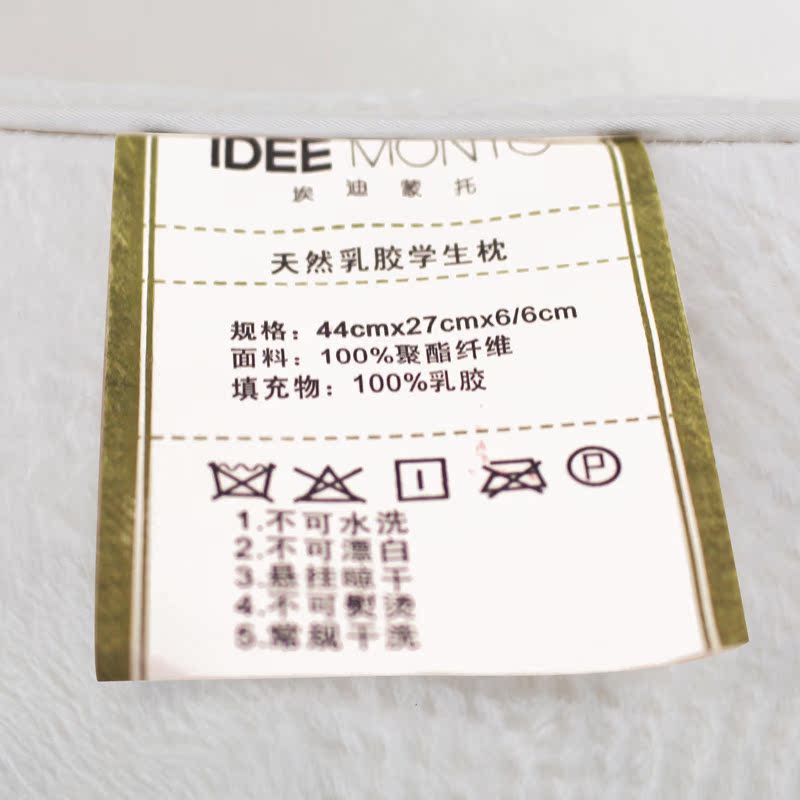 IDEE MONTO
埃迪蒙托
天然乳胶学生枕
规格：44cmx27cmx6/6cm
面料：100%聚酯纤维
填充物：100%乳胶
P
1.不可水洗
2.不可漂白
3.悬挂晾干
4.不可熨烫
5.常规干洗